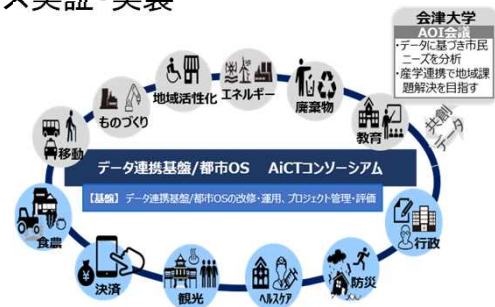 ス実証・実装
会津大学
AOI会議
・データに基づき市民
ニーズを分析
・産学連携で地域課
題解決を目指す
共創
データ
地域活性化
エネルギー
廃棄物
ものづくり
教育
移動
データ連携基盤/都市OS AiCTコンソーシアム
【基盤】データ連携基盤/都市OSの改修・運用、プロジェクト管理・評価
食農
行政
決済
観光
ヘルスケア
防災